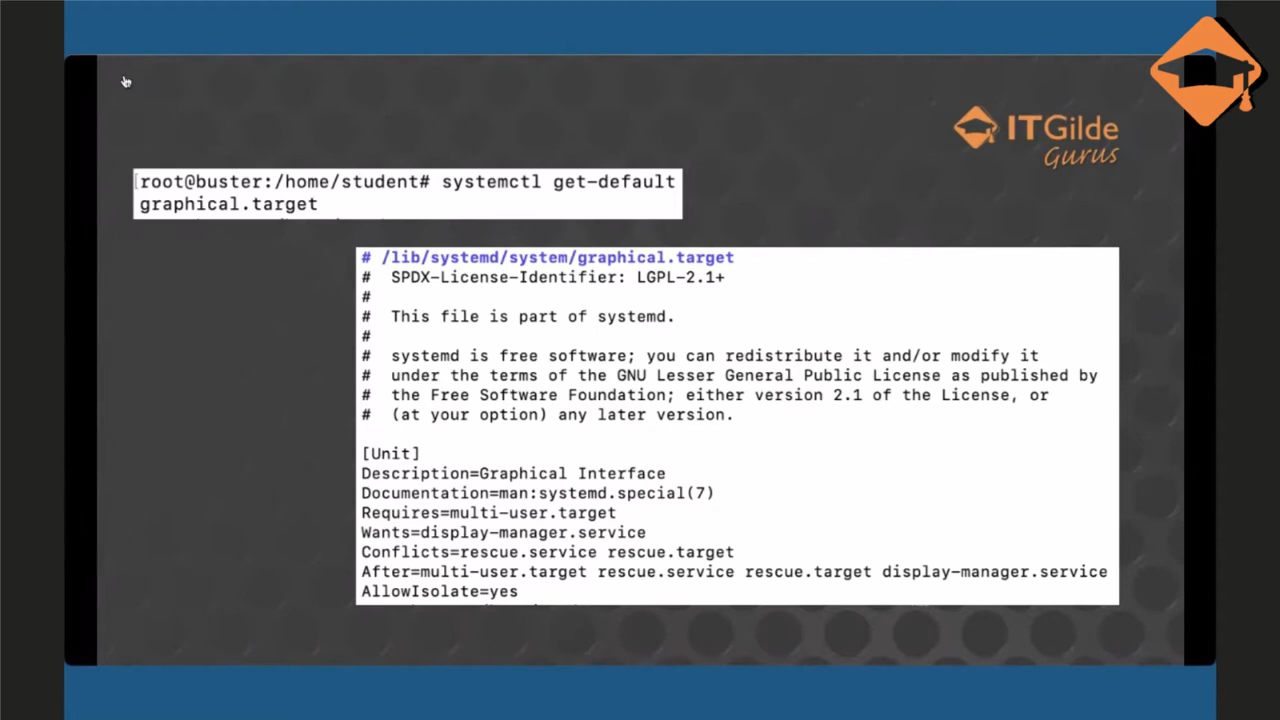 ITGilde
Gurus
[root@buster:/home/student# systemctl get-default
graphical.target
# /lib/systemd/system/graphical.target
#  SPDX-License-Identifier: LGPL-2.1+
#
#  This file is part of systemd.
#
#  systemd is free software; you can redistribute it and/or modify it
#  under the terms of the GNU Lesser General Public License as published by
#  the Free Software Foundation; either version 2.1 of the License, or
#  (at your option) any later version.
[Unit]
Description=Graphical Interface
Documentation=man:systemd.special(7)
Requires=multi-user.target
Wants=display-manager.service
Conflicts=rescue.service rescue.target
After=multi-user.target rescue.service rescue.target display-manager.service
AllowIsolate=yes